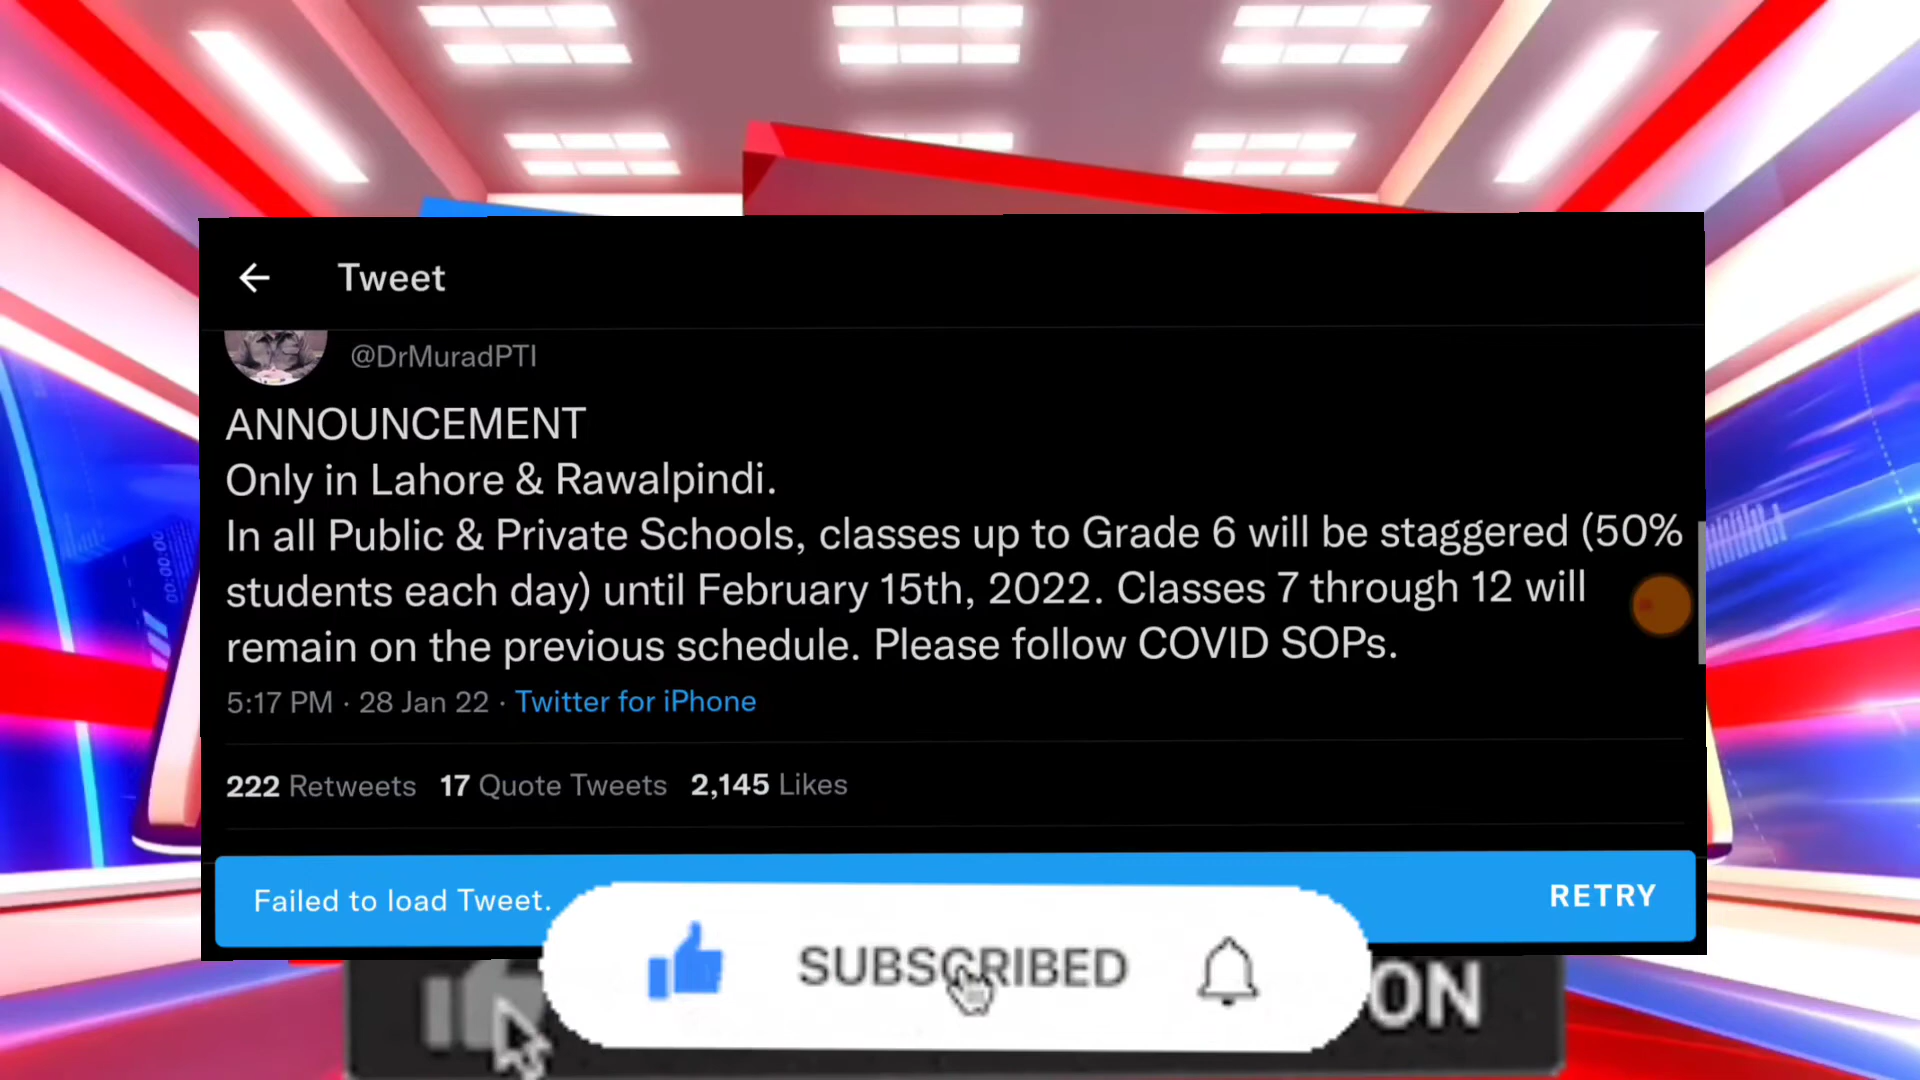 Tweet
@DrMuradPTI
ANNOUNCEMENT
Only in Lahore & Rawalpindi.
In all Public & Private Schools, classes up to Grade 6 will be staggered (50%
students each day) until February 15th, 2022. Classes 7 through 12 will
remain on the previous schedule. Please follow COVID SOPs.
5:17 PM · 28 Jan 22 · Twitter for iPhone
222 Retweets 17 Quote Tweets 2,145 Likes
Failed to load Tweet. RETRY
SUBSCRIBED
ON